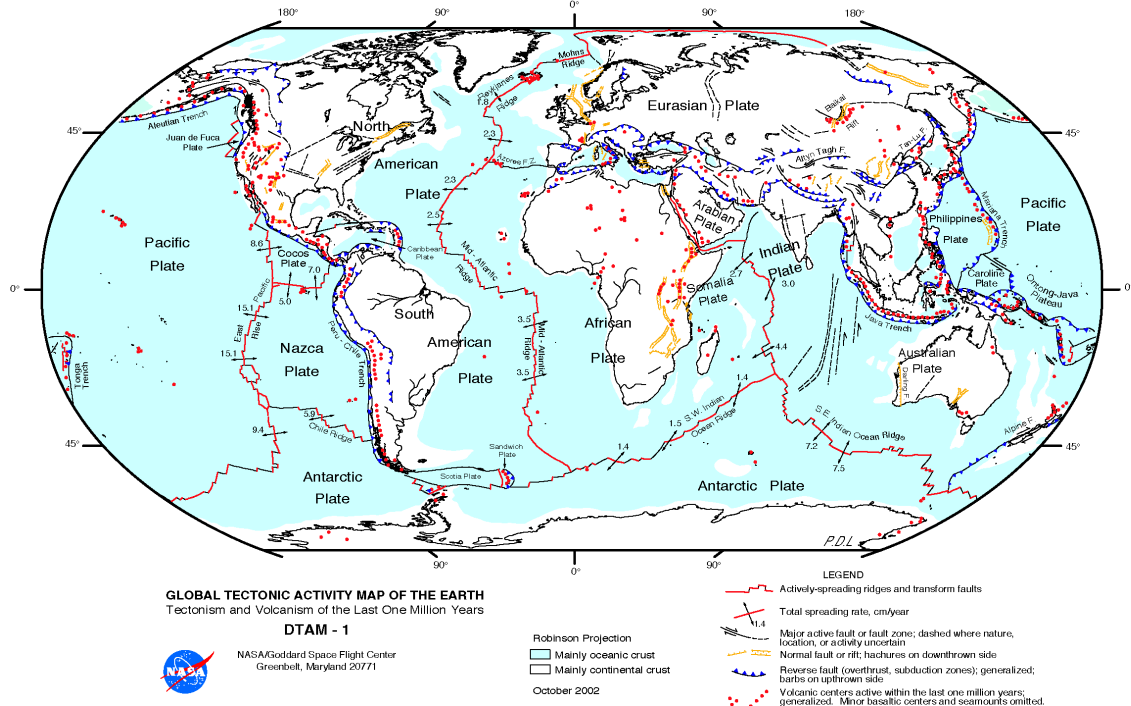 180°
90°
0°
90°
180°
Mohns
Ridge
Reykjanes
Ridge
1.8
Eurasian Plate
Baikal
Rift
45°
Aleutian Trench
Juan de Fuca
Plate
North
American
Plate
2.3
Azores F.Z.
2.3
2.5
Altyn Tagh F.
Tan-Lu F.
45°
Mariana Trench
Arabian
Plate
Philippines
Plate
Pacific
Plate
Pacific
Plate
8.6
Cocos
Plate
7.0
5.0
Caribbean
Plate
Mid - Atlantic
Ridge
Indian
Plate
2.7
3.0
Somalia
Plate
Caroline
Plate
Ontong-Java
Plateau
0°
0
East
Pacific
Rise
15.1
15.1
Nazca
Plate
Peru - Chile Trench
South
American
Plate
3.5
Mid - Atlantic
Ridge
3.5
African
Plate
Java Trench
Australian
Plate
Darling F.
Tonga
Trench
4.4
1.4
5.9
Chile Ridge
9.4
1.5
S.W. Indian
Ocean Ridge
1.4
S.E. Indian Ocean Ridge
7.2
7.5
Alpine F.
45°
45°
Sandwich
Plate
Scotia Plate
Antarctic
Plate
Antarctic Plate
P.D.L
90°
0°
90°
GLOBAL TECTONIC ACTIVITY MAP OF THE EARTH
Tectonism and Volcanism of the Last One Million Years
DTAM - 1
NASA
NASA/Goddard Space Flight Center
Greenbelt, Maryland 20771
Robinson Projection
Mainly oceanic crust
Mainly continental crust
October 2002
LEGEND
Actively-spreading ridges and transform faults
Total spreading rate, cm/year
1.4
Major active fault or fault zone; dashed where nature,
location, or activity uncertain
Normal fault or rift; hachures on downthrown side
Reverse fault (overthrust, subduction zones); generalized;
barbs on upthrown side
Volcanic centers active within the last one million years;
generalized. Minor basaltic centers and seamounts omitted.